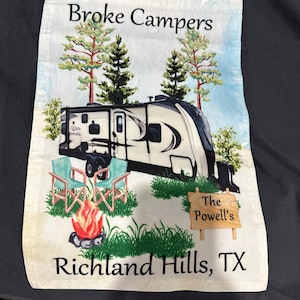 Broke Campers
The
Powell's
Richland Hills, TX